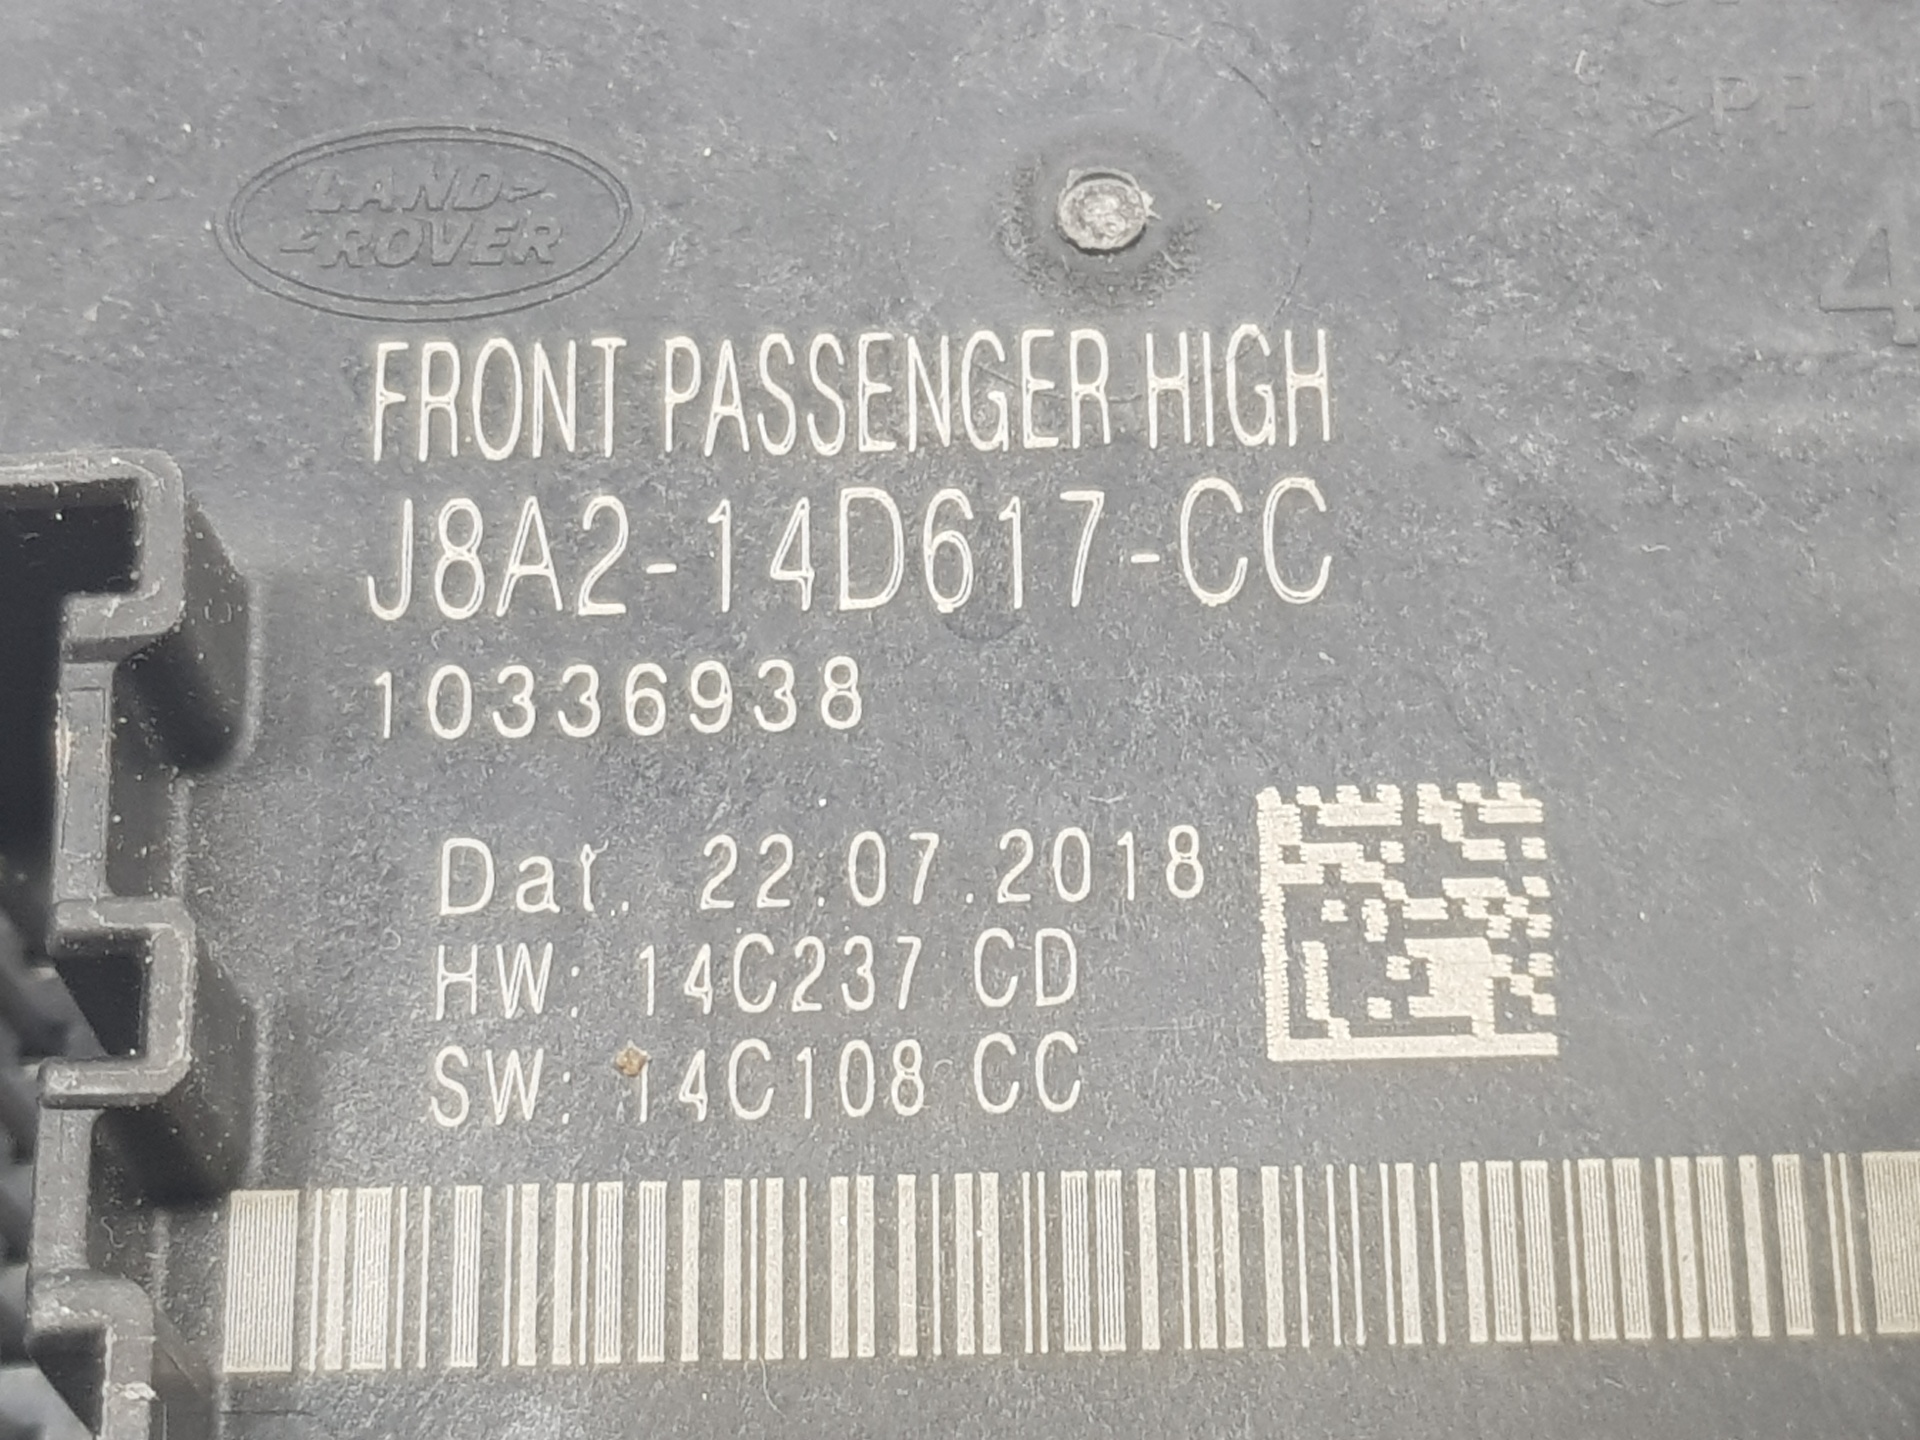 LAND
ROVER
FRONT PASSENGER HIGH
J8A2-14D617-CC
10336938
Dat. 22.07.2018
HW: 14C237 CD
SW: 14C108 CC
4